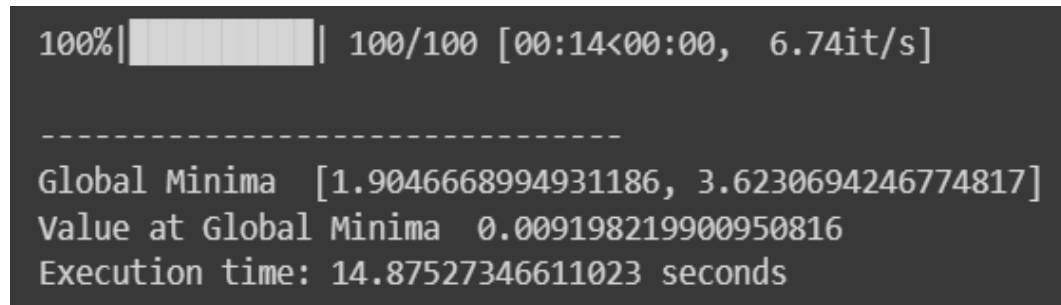 100%|██████████| 100/100 [00:14<00:00,  6.74it/s]
--------------------------------
Global Minima  [1.9046668994931186, 3.6230694246774817]
Value at Global Minima  0.009198219900950816
Execution time: 14.87527346611023 seconds